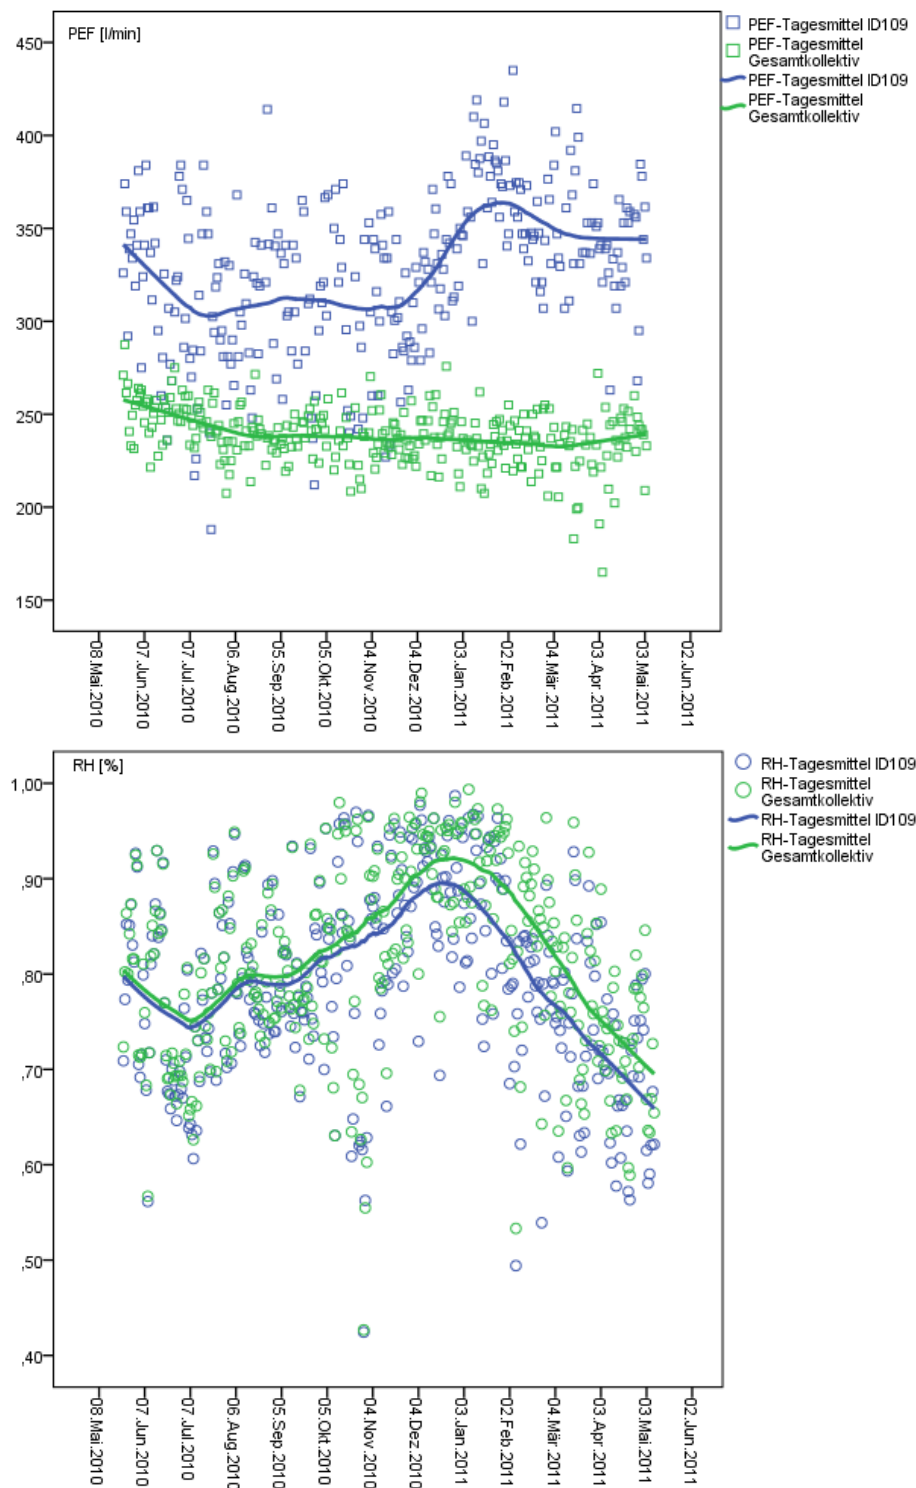 PEF [l/min]
PEF-Tagesmittel ID109
PEF-Tagesmittel
Gesamtkollektiv
PEF-Tagesmittel ID109
PEF-Tagesmittel
Gesamtkollektiv
450
400
350
300
250
200
150
08.Mai.2010
07.Jun.2010
07.Jul.2010
06.Aug.2010
05.Sep.2010
05.Okt.2010
04.Nov.2010
04.Dez.2010
03.Jan.2011
02.Feb.2011
04.Mär.2011
03.Apr.2011
03.Mai.2011
02.Jun.2011
RH [%]
RH-Tagesmittel ID109
RH-Tagesmittel
Gesamtkollektiv
RH-Tagesmittel ID109
RH-Tagesmittel
Gesamtkollektiv
1,00
,90
,80
,70
,60
,50
,40
08.Mai.2010
07.Jun.2010
07.Jul.2010
06.Aug.2010
05.Sep.2010
05.Okt.2010
04.Nov.2010
04.Dez.2010
03.Jan.2011
02.Feb.2011
04.Mär.2011
03.Apr.2011
03.Mai.2011
02.Jun.2011